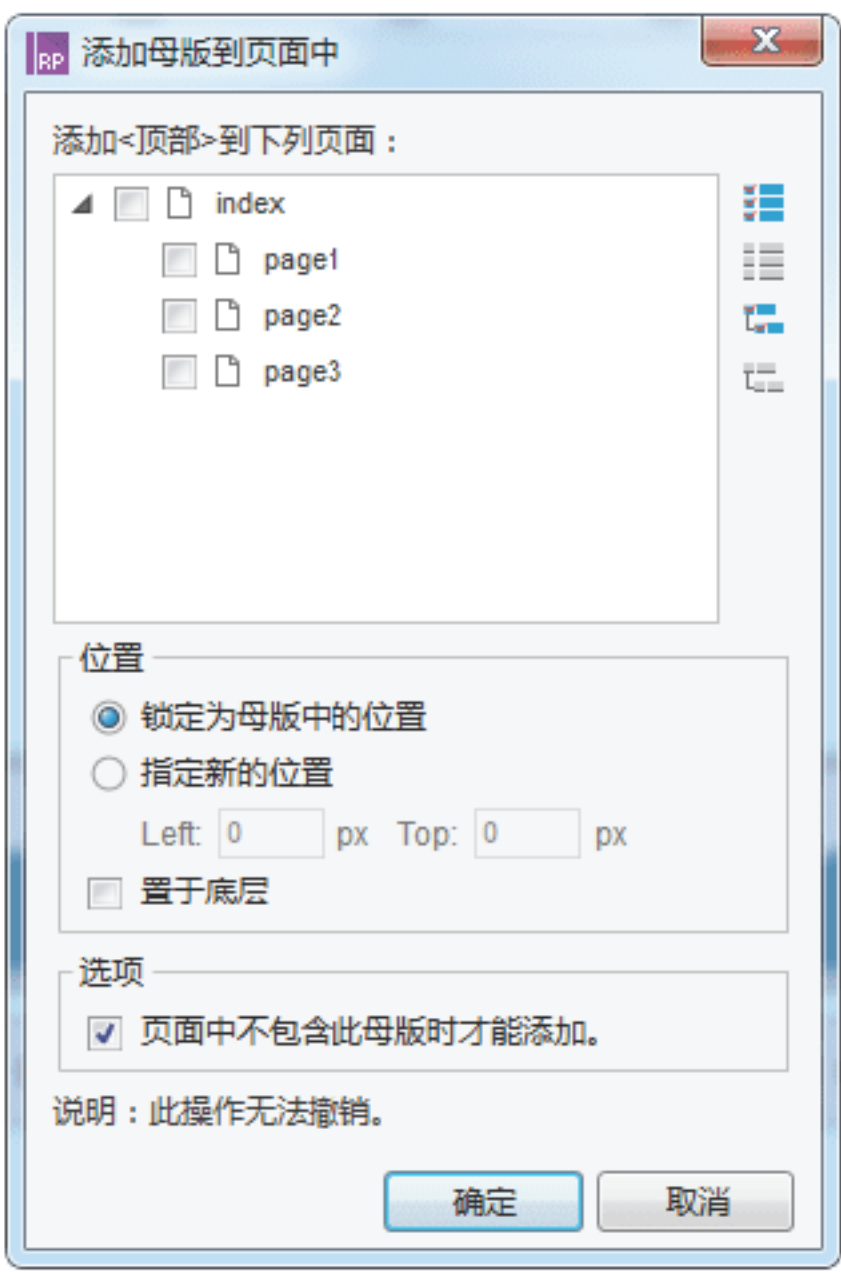 RP 添加母版到页面中
添加<顶部>到下列页面：
index
page1
page2
page3
位置
锁定为母版中的位置
指定新的位置
Left: 0 px Top: 0 px
置于底层
选项
页面中不包含此母版时才能添加。
说明：此操作无法撤销。
确定 取消